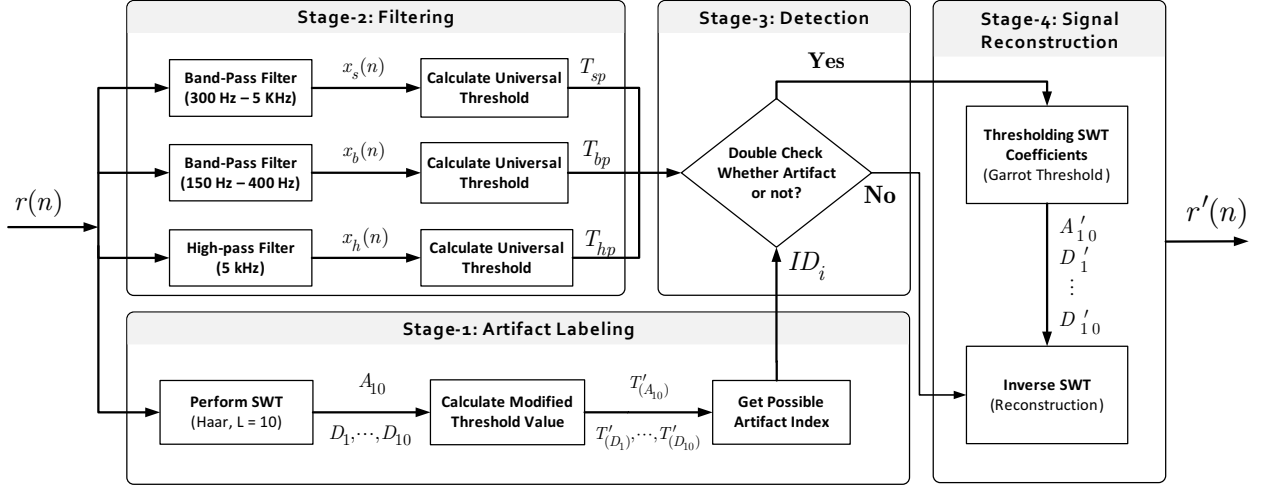 Stage-2: Filtering
Band-Pass Filter
(300 Hz – 5 KHz)
x_s(n)
Calculate Universal
Threshold
T_sp
Band-Pass Filter
(150 Hz – 400 Hz)
x_b(n)
Calculate Universal
Threshold
T_bp
High-pass Filter
(5 kHz)
x_h(n)
Calculate Universal
Threshold
T_hp
r(n)
Stage-3: Detection
Yes
Double Check
Whether Artifact
or not?
No
ID_i
Stage-4: Signal
Reconstruction
Thresholding SWT
Coefficients
(Garrot Threshold)
A'_10
D'_1
⋮
D'_10
Inverse SWT
(Reconstruction)
r'(n)
Stage-1: Artifact Labeling
Perform SWT
(Haar, L = 10)
A_10
D_1,⋯,D_10
Calculate Modified
Threshold Value
T'_(A_10)
T'_(D_1),⋯,T'_(D_10)
Get Possible
Artifact Index